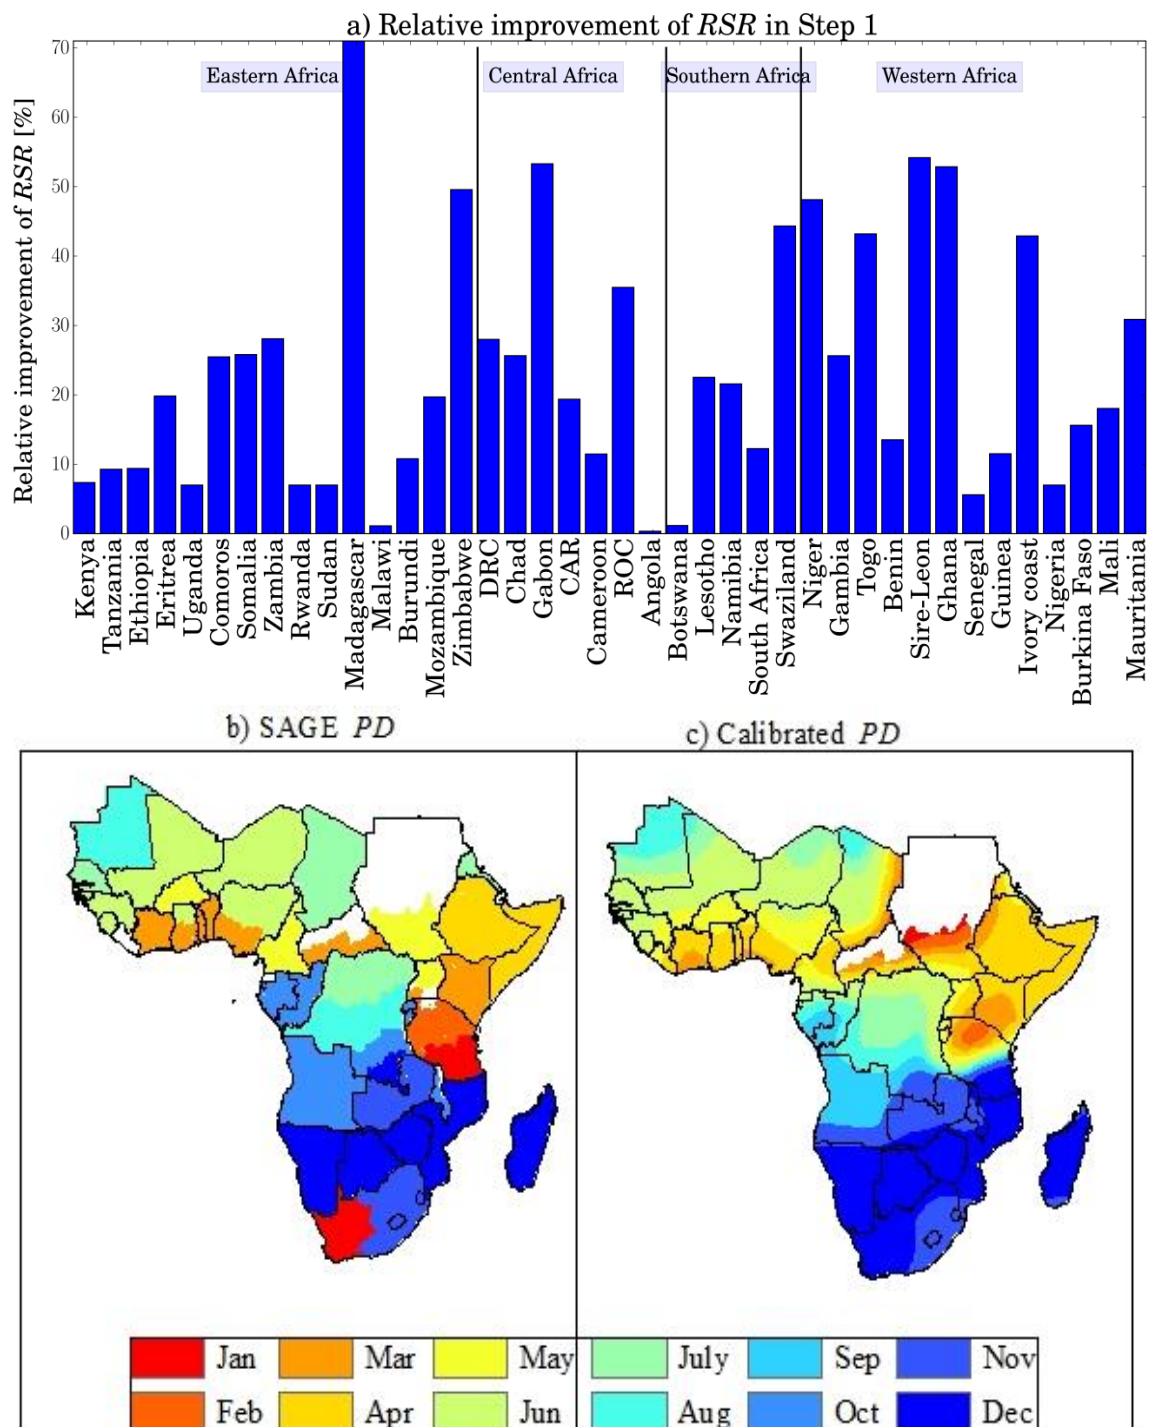 a) Relative improvement of RSR in Step 1
Relative improvement of RSR [%]
70
60
50
40
30
20
10
0
Eastern Africa
Central Africa
Southern Africa
Western Africa
Kenya
Tanzania
Ethiopia
Eritrea
Uganda
Comoros
Somalia
Zambia
Rwanda
Sudan
Madagascar
Malawi
Burundi
Mozambique
Zimbabwe
DRC
Chad
Gabon
CAR
Cameroon
ROC
Angola
Botswana
Lesotho
Namibia
South Africa
Swaziland
Niger
Gambia
Togo
Benin
Sire-Leon
Ghana
Senegal
Guinea
Ivory coast
Nigeria
Burkina Faso
Mali
Mauritania
b) SAGE PD
c) Calibrated PD
Jan Mar May July Sep Nov
Feb Apr Jun Aug Oct Dec